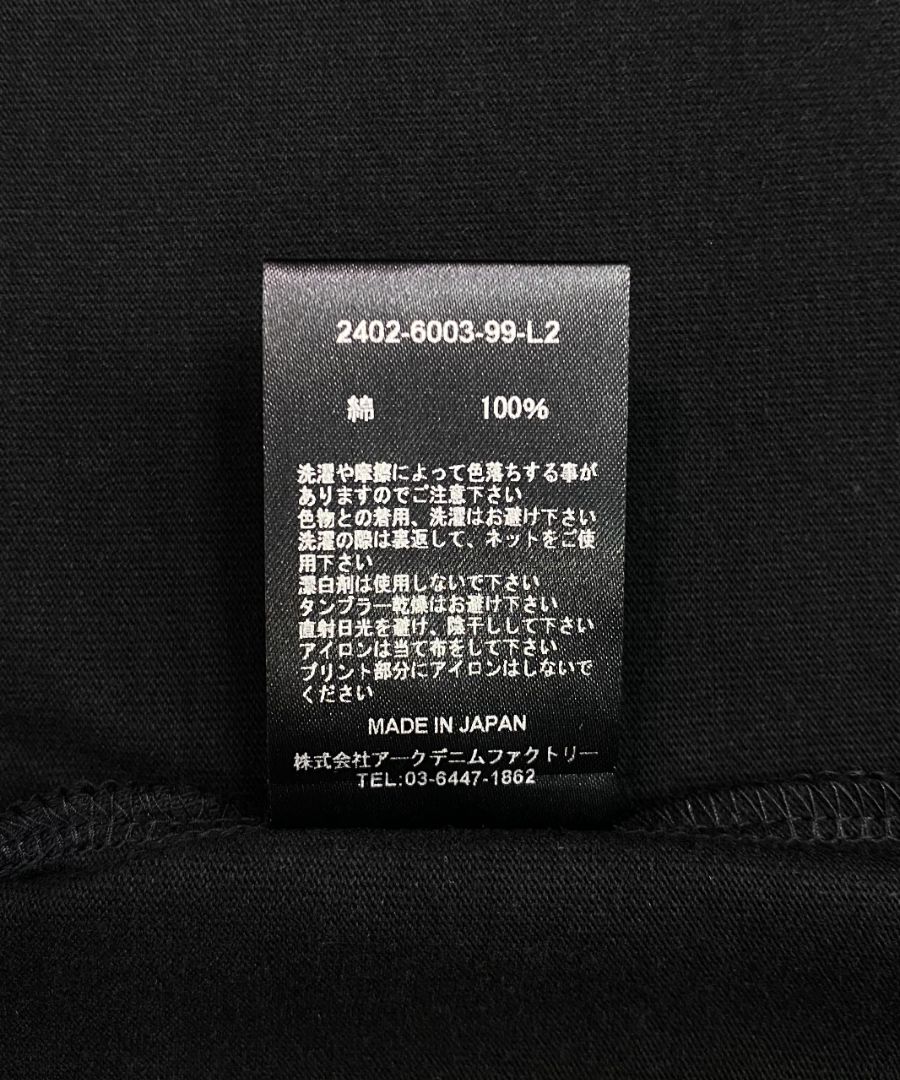 2402-6003-99-L2
綿 100%
洗濯や摩擦によって色落ちする事が
ありますのでご注意下さい
色物との着用、洗濯はお避け下さい
洗濯の際は裏返して、ネットをご使
用下さい
漂白剤は使用しないで下さい
タンブラー乾燥はお避け下さい
直射日光を避け、陰干しして下さい
アイロンは当て布をして下さい
プリント部分にアイロンはしないで
ください
MADE IN JAPAN
株式会社アークデニムファクトリー
TEL:03-6447-1862